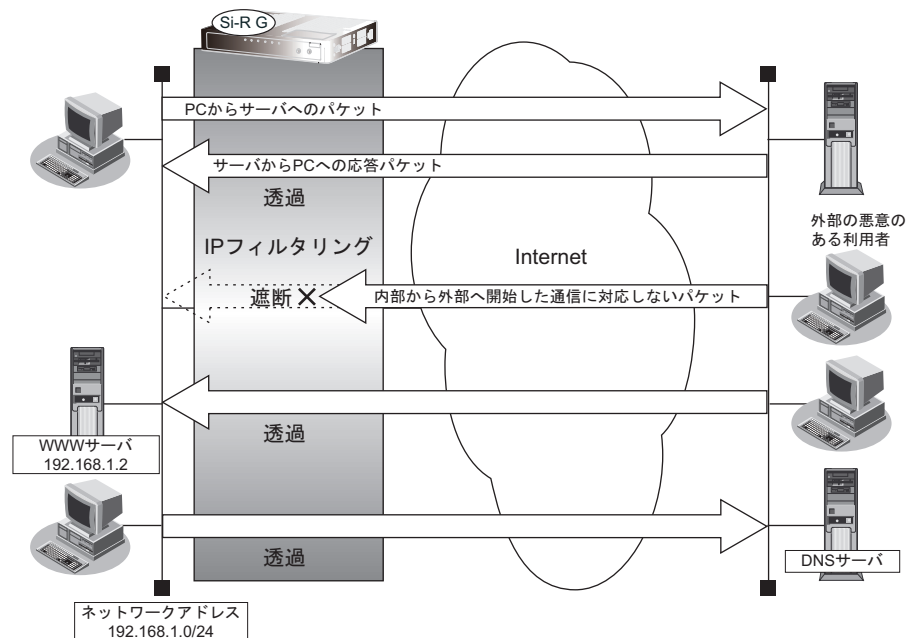 Si-R G
PCからサーバへのパケット
サーバからPCへの応答パケット
透過
外部の悪意の
ある利用者
IPフィルタリング
Internet
遮断
内部から外部へ開始した通信に対応しないパケット
WWWサーバ
192.168.1.2
透過
透過
DNSサーバ
ネットワークアドレス
192.168.1.0/24